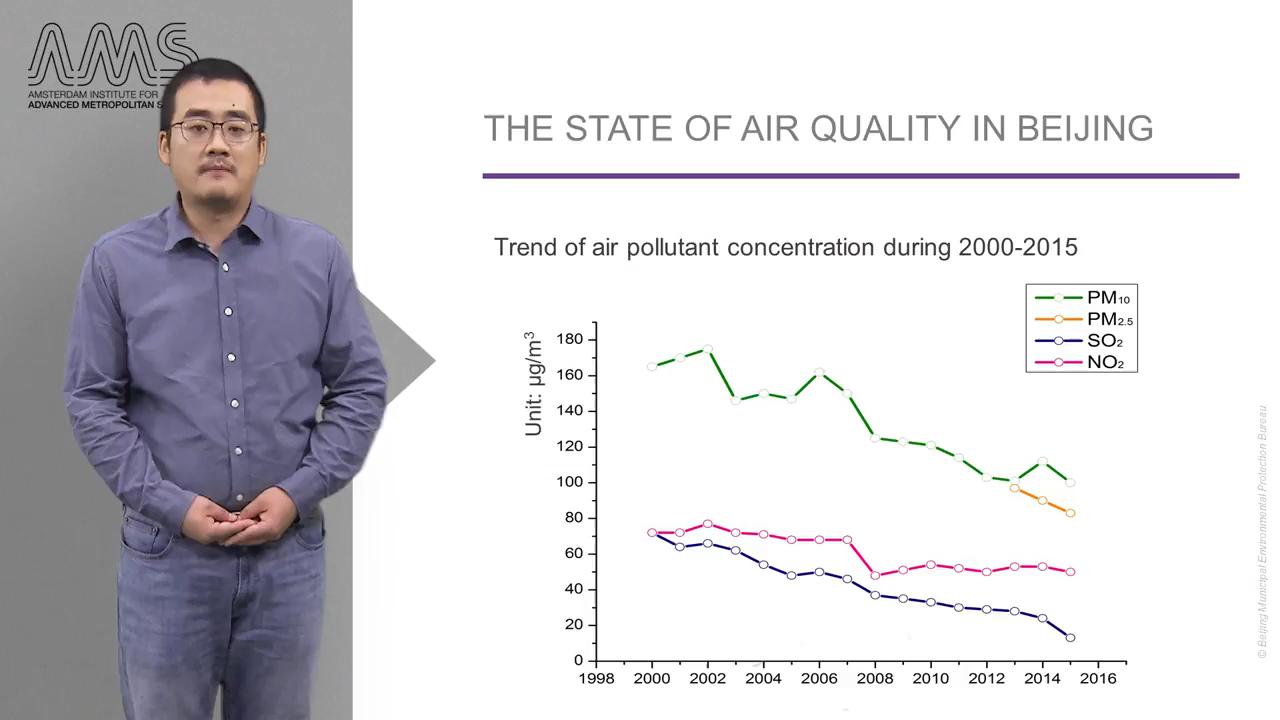 AMS
AMSTERDAM INSTITUTE FOR
ADVANCED METROPOLITAN S
THE STATE OF AIR QUALITY IN BEIJING
Trend of air pollutant concentration during 2000-2015
PM₁₀
PM₂.₅
SO₂
NO₂
Unit: µg/m³
180
160
140
120
100
80
60
40
20
0
1998 2000 2002 2004 2006 2008 2010 2012 2014 2016
© Beijing Municipal Environmental Protection Bureau